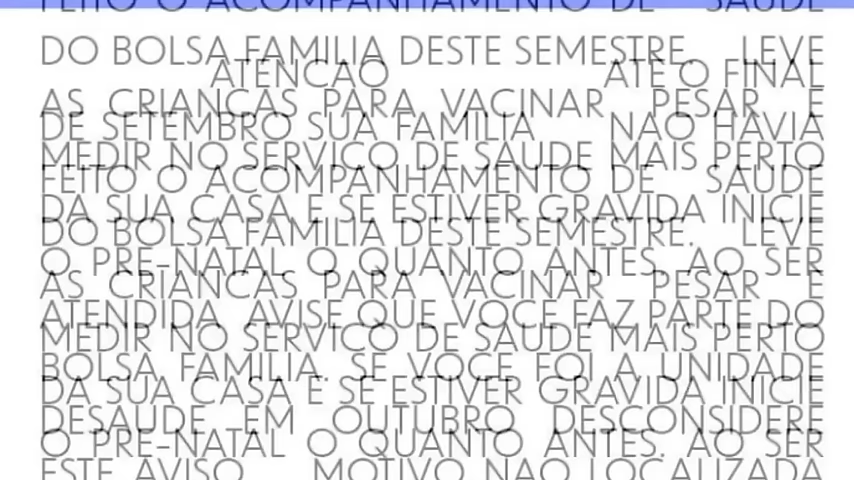 FEITO O ACOMPANHAMENTO DE SAUDE
DO BOLSA FAMILIA DESTE SEMESTRE. LEVE
ATENCAO ATE O FINAL
AS CRIANCAS PARA VACINAR PESAR E
DE SETEMBRO SUA FAMILIA NAO HAVIA
MEDIR NO SERVICO DE SAUDE MAIS PERTO
FEITO O ACOMPANHAMENTO DE SAUDE
DA SUA CASA E SE ESTIVER GRAVIDA INICIE
DO BOLSA FAMILIA DESTE SEMESTRE. LEVE
O PRE-NATAL O QUANTO ANTES. AO SER
AS CRIANCAS PARA VACINAR PESAR E
ATENDIDA AVISE QUE VOCE FAZ PARTE DO
MEDIR NO SERVICO DE SAUDE MAIS PERTO
BOLSA FAMILIA. SE VOCE FOI A UNIDADE
DA SUA CASA E SE ESTIVER GRAVIDA INICIE
DESAUDE EM OUTUBRO DESCONSIDERE
O PRE-NATAL O QUANTO ANTES. AO SER
ESTE AVISO MOTIVO NAO LOCALIZADA